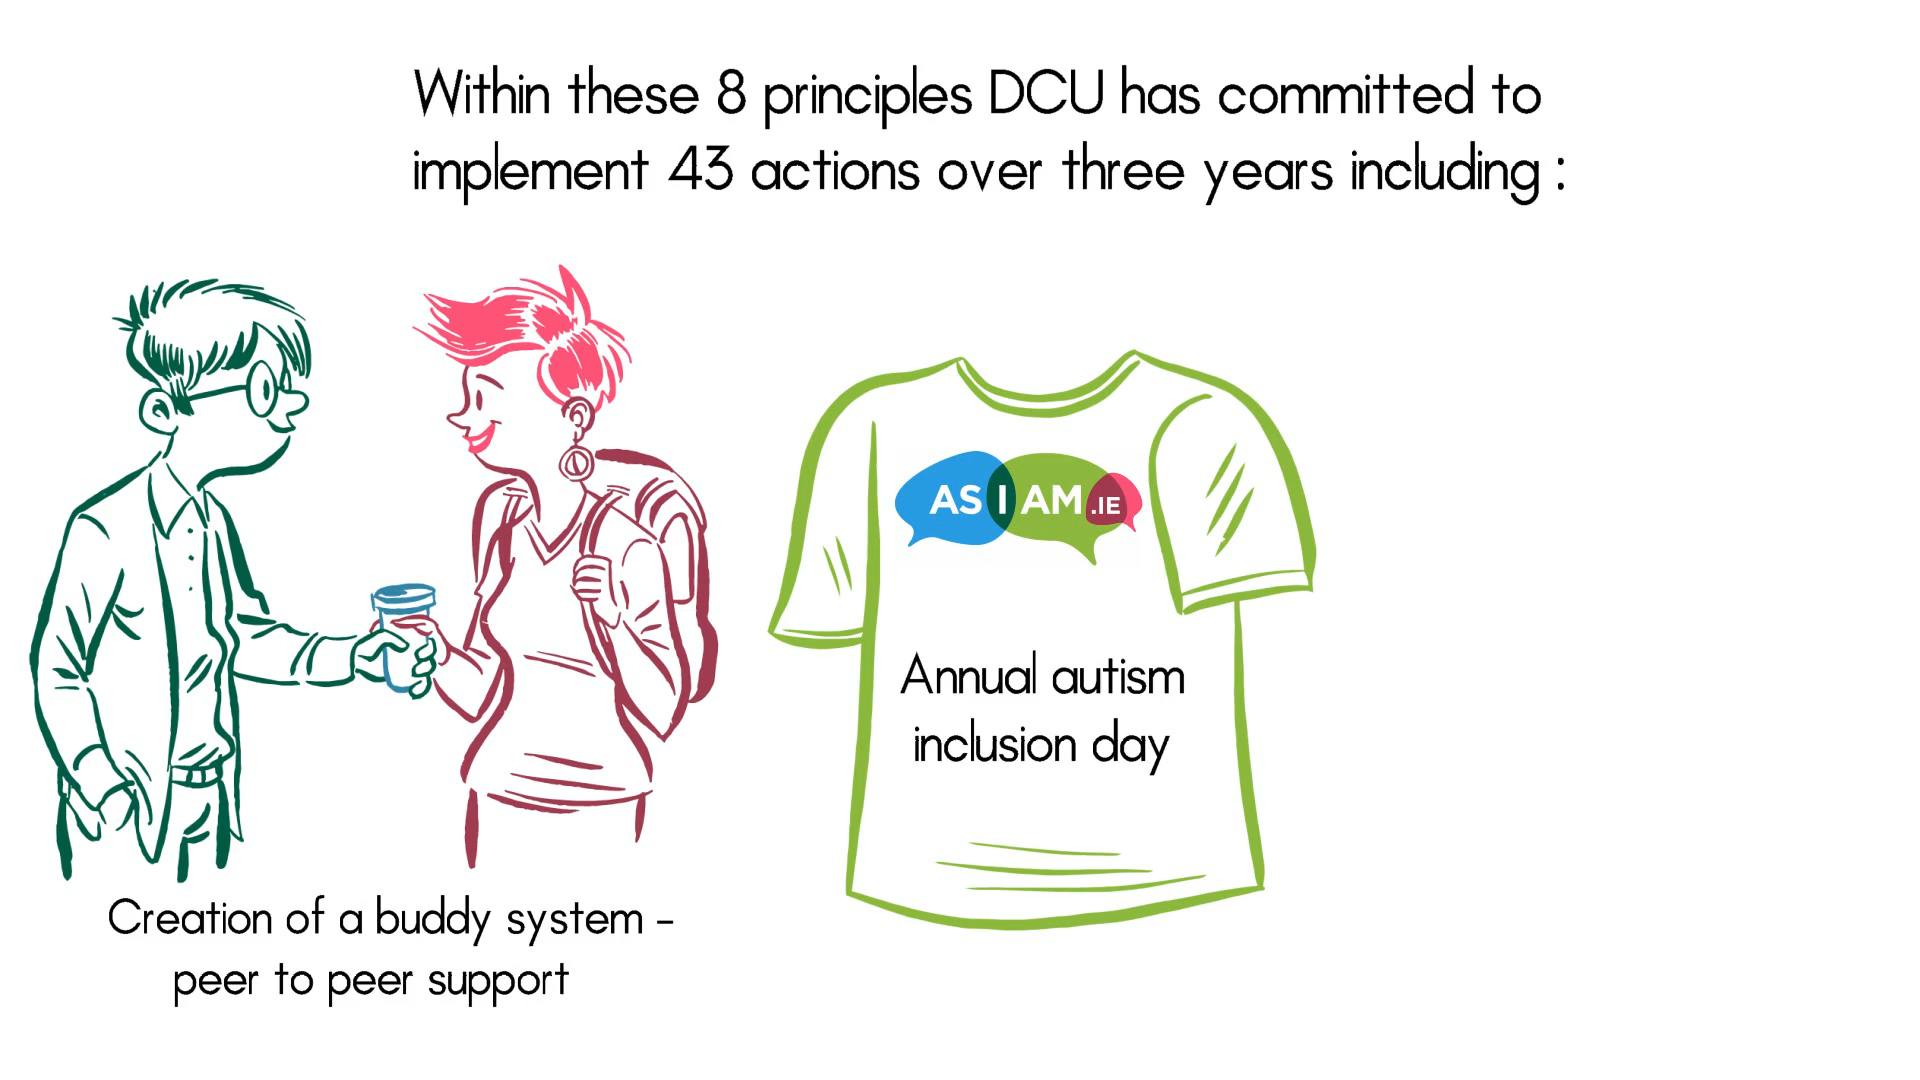 Within these 8 principles DCU has committed to
implement 43 actions over three years including :
AS I AM .IE
Annual autism
inclusion day
Creation of a buddy system -
peer to peer support